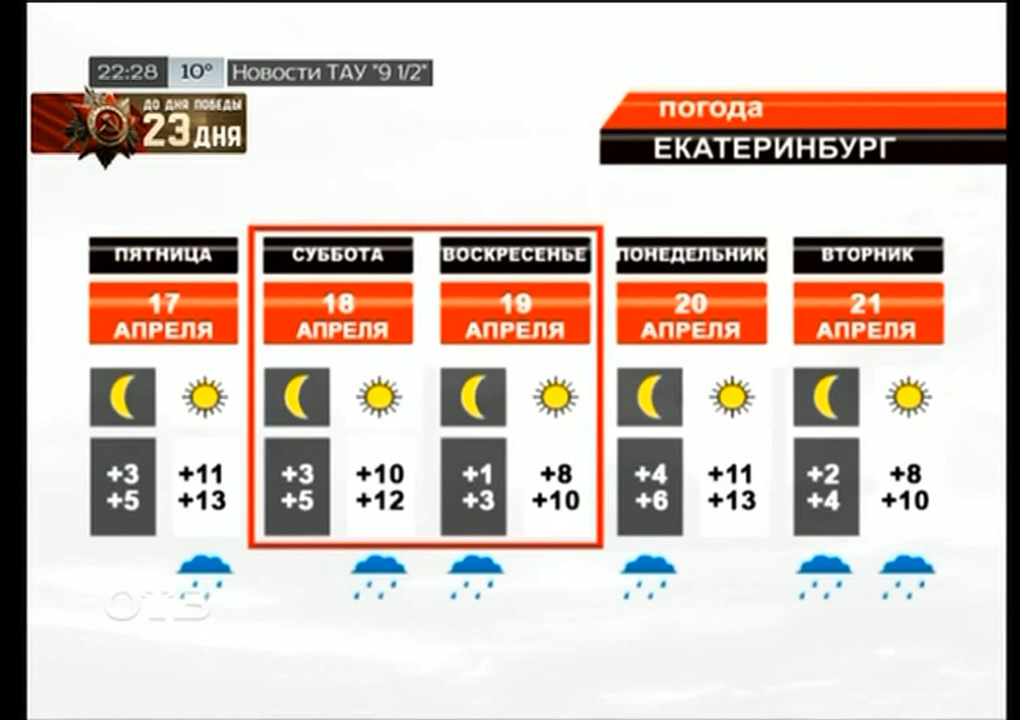 22:28 10° Новости ТАУ "9 1/2"
ДО ДНЯ ПОБЕДЫ
23 ДНЯ
погода
ЕКАТЕРИНБУРГ
ПЯТНИЦА СУББОТА ВОСКРЕСЕНЬЕ ПОНЕДЕЛЬНИК ВТОРНИК
17 18 19 20 21
АПРЕЛЯ АПРЕЛЯ АПРЕЛЯ АПРЕЛЯ АПРЕЛЯ
+3 +11 +3 +10 +1 +8 +4 +11 +2 +8
+5 +13 +5 +12 +3 +10 +6 +13 +4 +10
ОТВ